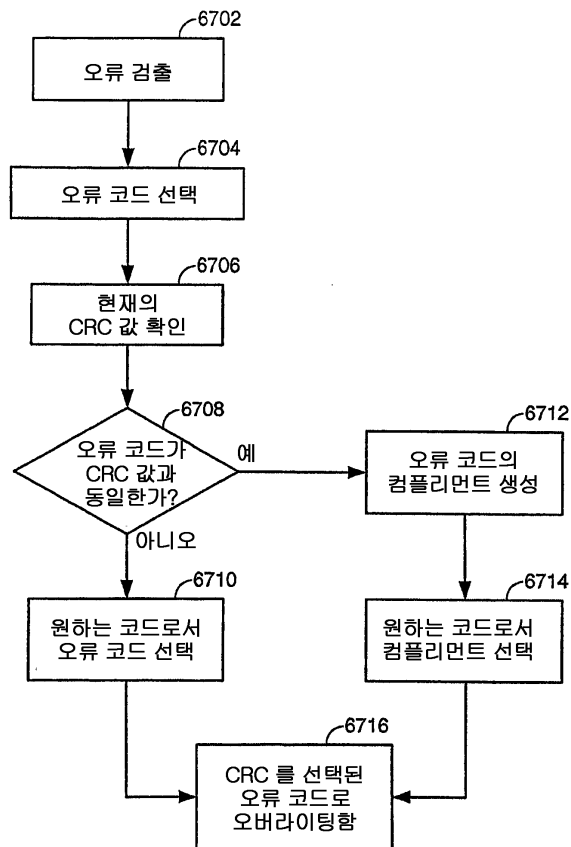 6702
오류 검출
6704
오류 코드 선택
6706
현재의
CRC 값 확인
6708
오류 코드가
CRC 값과
동일한가?
예
아니오
6712
오류 코드의
컴플리먼트 생성
6710
원하는 코드로서
오류 코드 선택
6714
원하는 코드로서
컴플리먼트 선택
6716
CRC 를 선택된
오류 코드로
오버라이팅함